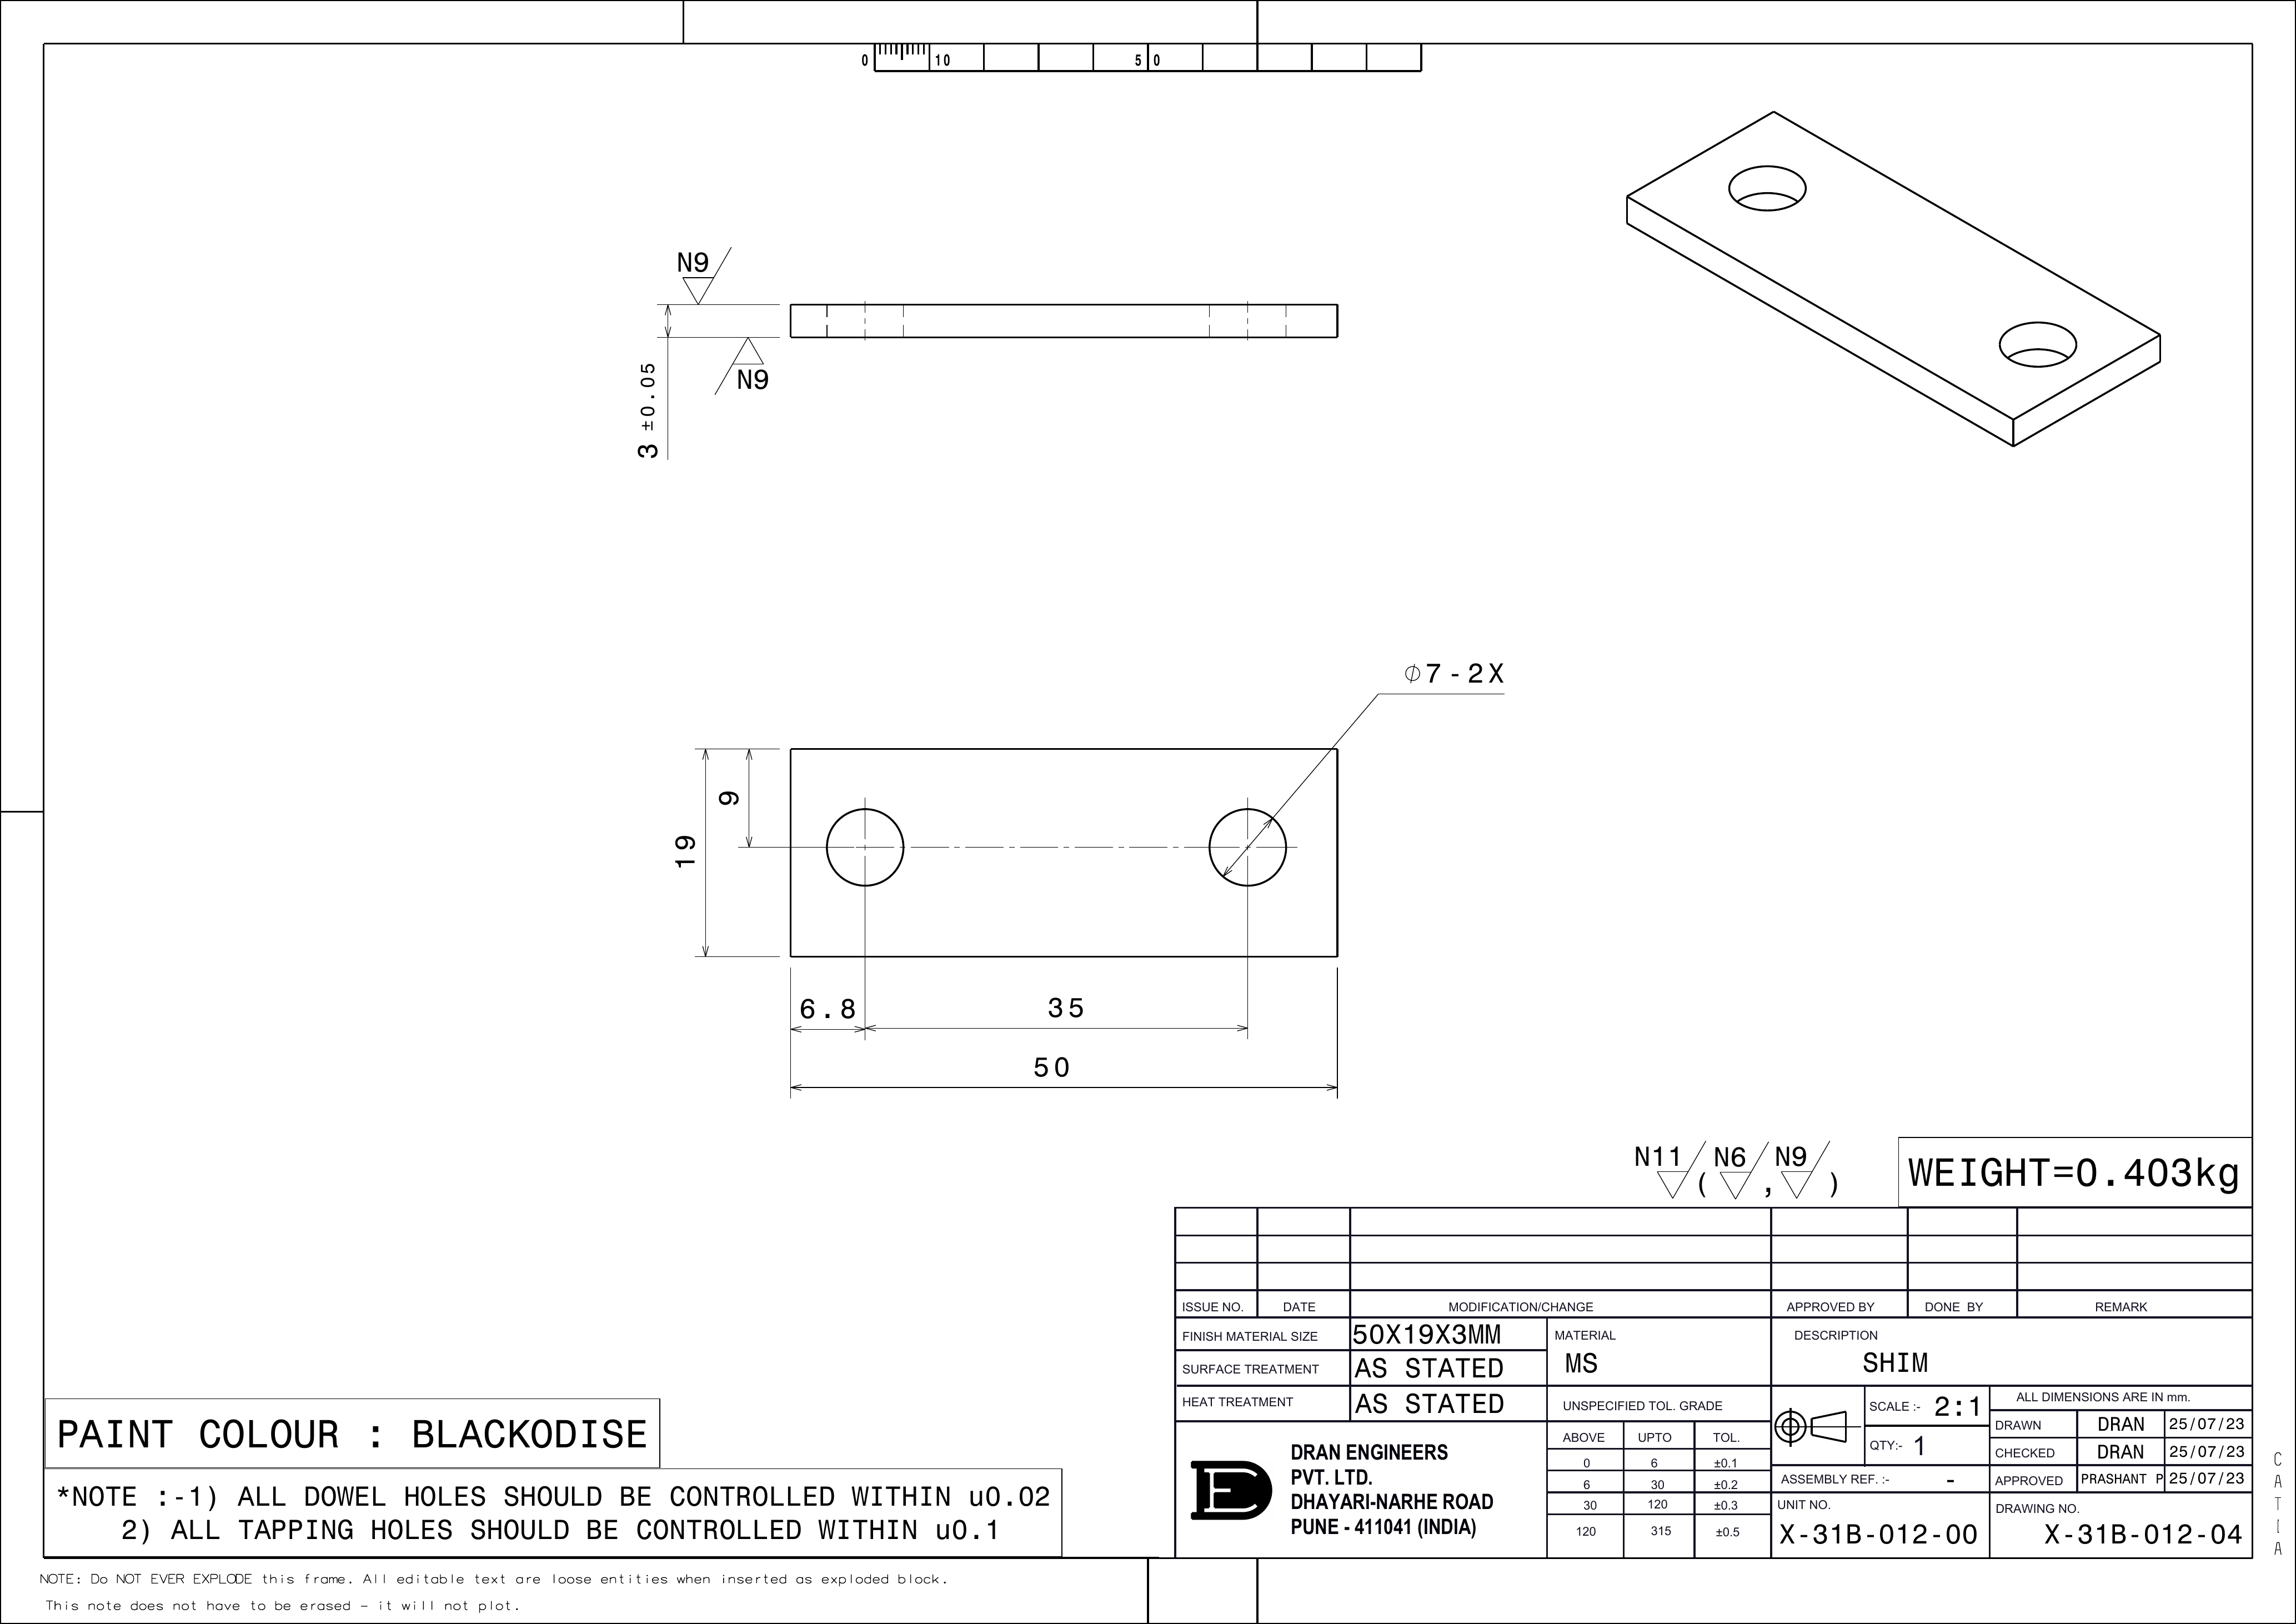 0 10 50
N9
N9
3 ±0.05
⌀7-2X
9
19
6.8 35
50
N11 ( N6 , N9 )
WEIGHT=0.403kg
ISSUE NO. DATE MODIFICATION/CHANGE APPROVED BY DONE BY REMARK
FINISH MATERIAL SIZE 50X19X3MM MATERIAL DESCRIPTION
SURFACE TREATMENT AS STATED MS SHIM
HEAT TREATMENT AS STATED UNSPECIFIED TOL. GRADE SCALE :- 2:1 ALL DIMENSIONS ARE IN mm.
DRAWN DRAN 25/07/23
ABOVE UPTO TOL. QTY:- 1 CHECKED DRAN 25/07/23
0 6 ±0.1
6 30 ±0.2 ASSEMBLY REF. :- - APPROVED PRASHANT P 25/07/23
30 120 ±0.3 UNIT NO. DRAWING NO.
120 315 ±0.5 X-31B-012-00 X-31B-012-04
DRAN ENGINEERS
PVT. LTD.
DHAYARI-NARHE ROAD
PUNE - 411041 (INDIA)
PAINT COLOUR : BLACKODISE
*NOTE :-1) ALL DOWEL HOLES SHOULD BE CONTROLLED WITHIN u0.02
2) ALL TAPPING HOLES SHOULD BE CONTROLLED WITHIN u0.1
NOTE: Do NOT EVER EXPLODE this frame. All editable text are loose entities when inserted as exploded block.
This note does not have to be erased - it will not plot.
CATIA